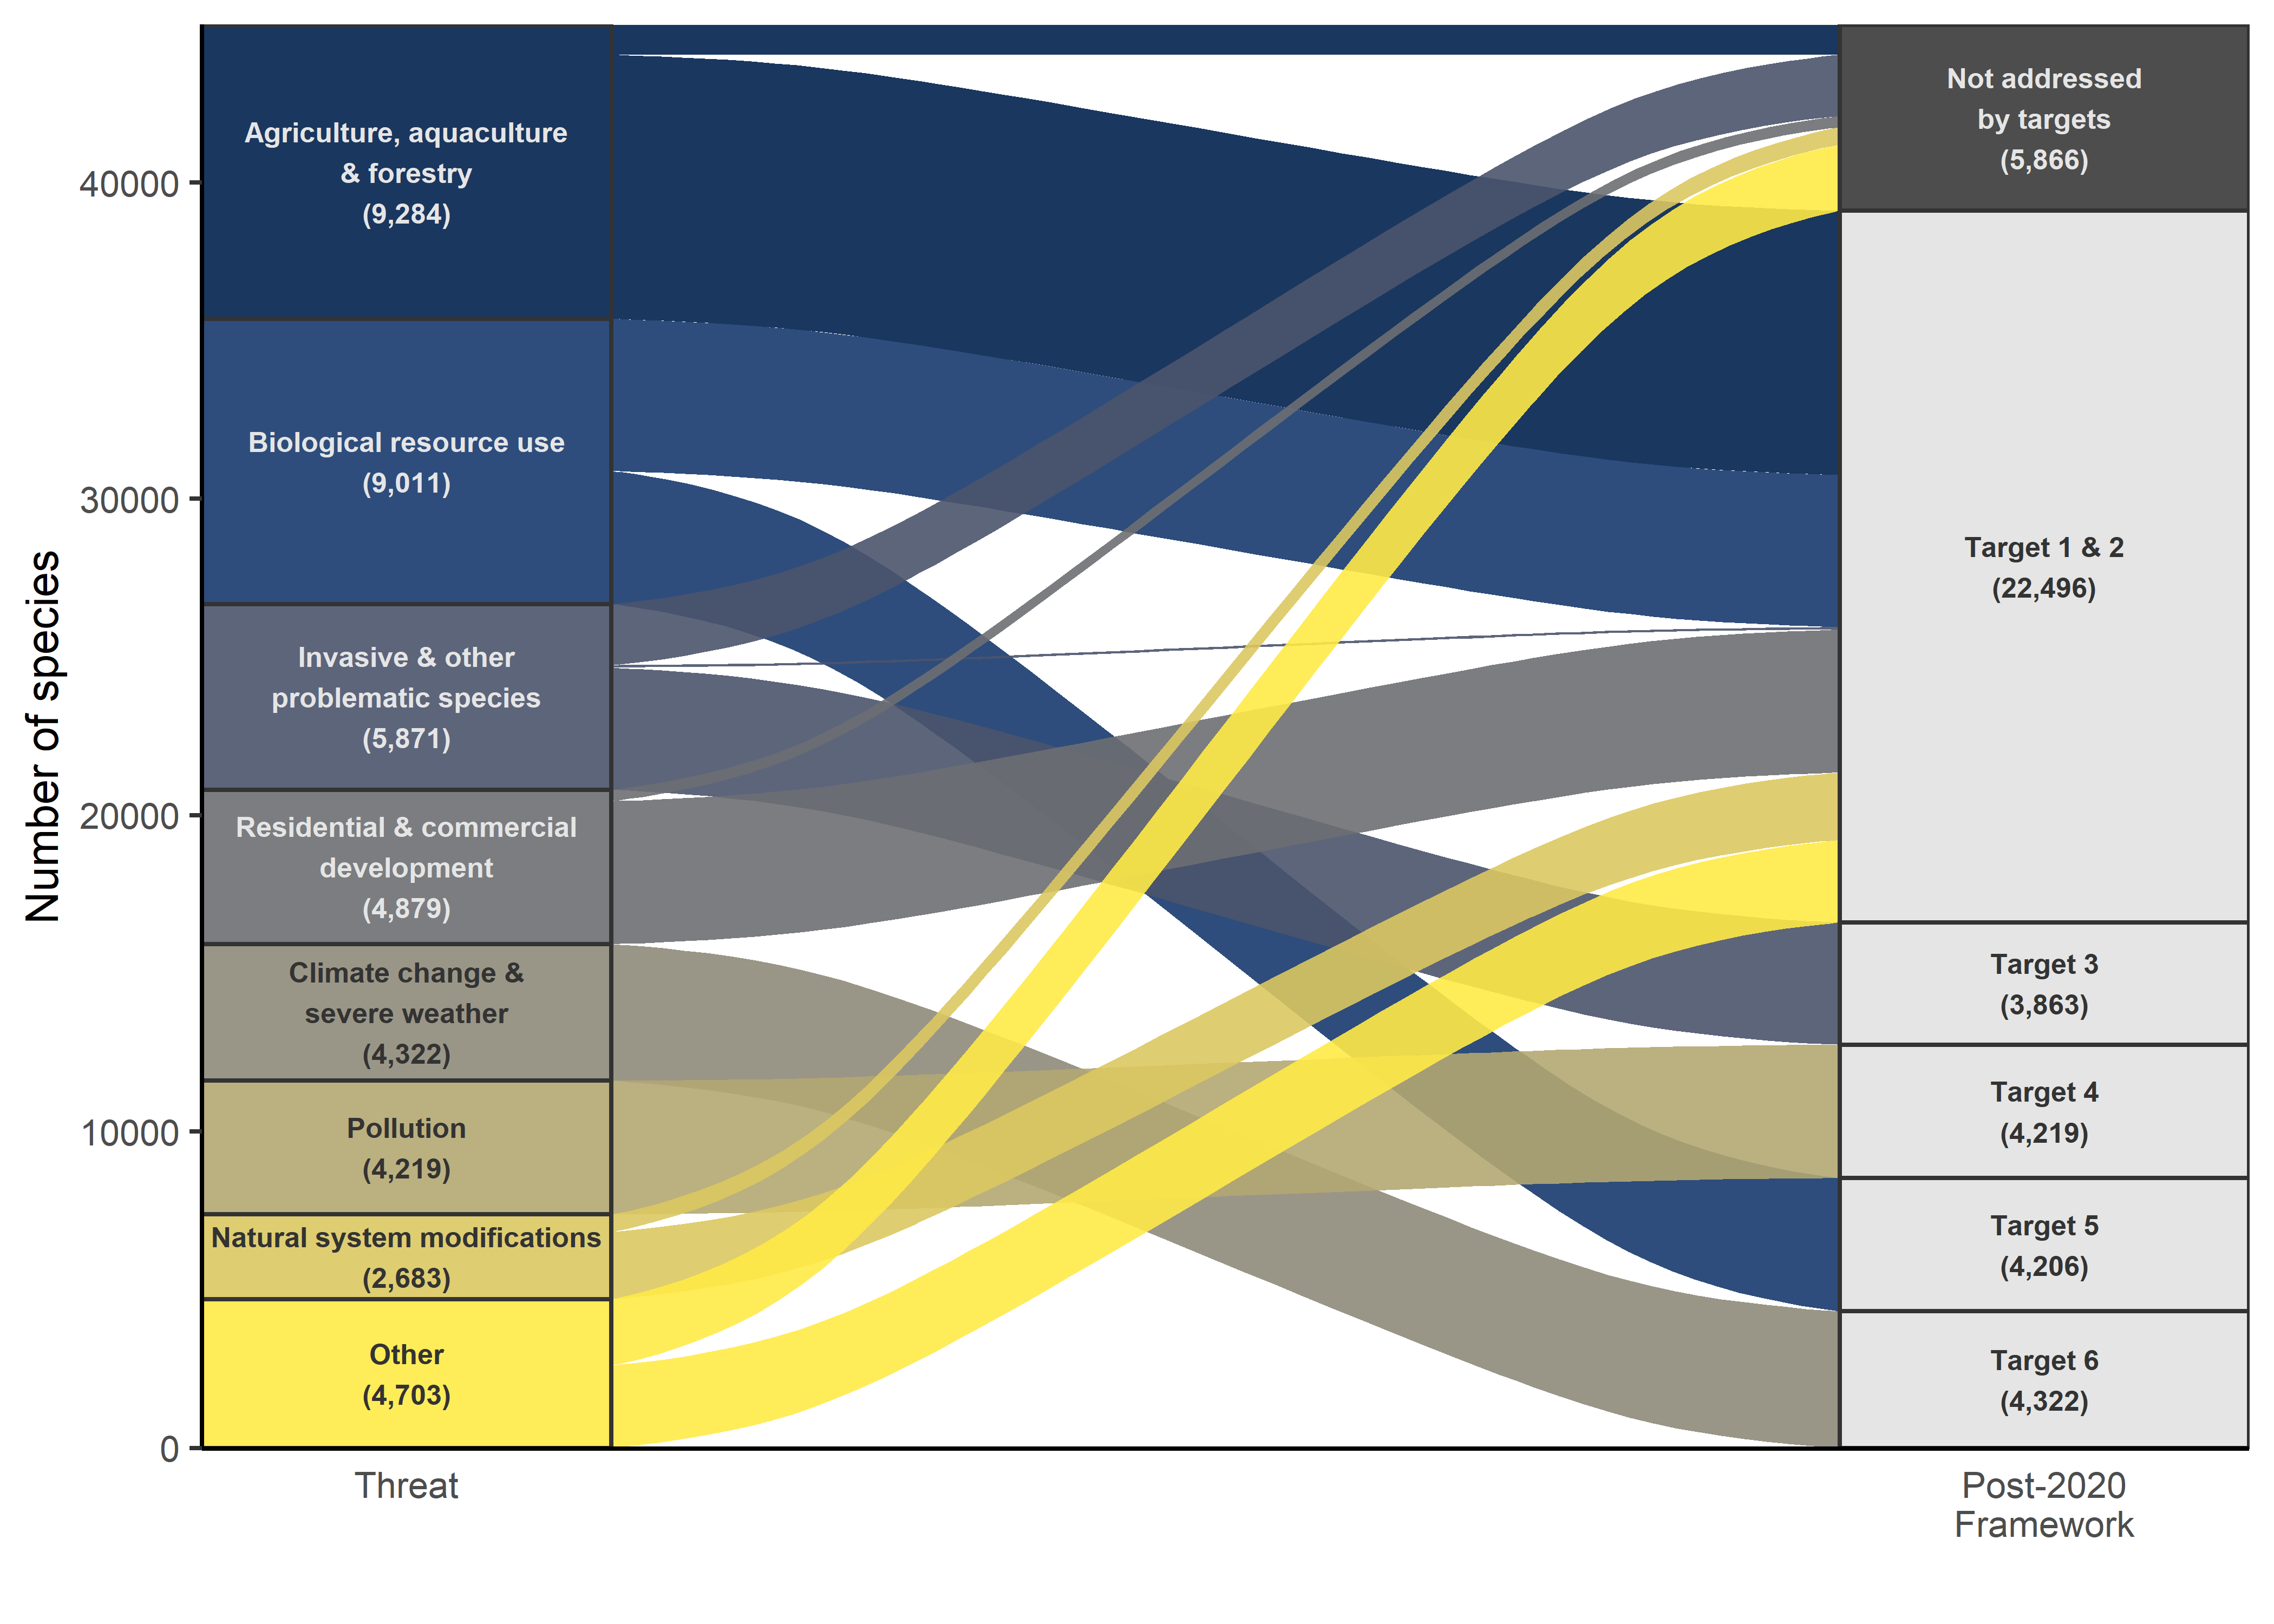 Number of species
40000
30000
20000
10000
0
Agriculture, aquaculture
& forestry
(9,284)
Biological resource use
(9,011)
Invasive & other
problematic species
(5,871)
Residential & commercial
development
(4,879)
Climate change &
severe weather
(4,322)
Pollution
(4,219)
Natural system modifications
(2,683)
Other
(4,703)
Not addressed
by targets
(5,866)
Target 1 & 2
(22,496)
Target 3
(3,863)
Target 4
(4,219)
Target 5
(4,206)
Target 6
(4,322)
Threat
Post-2020
Framework